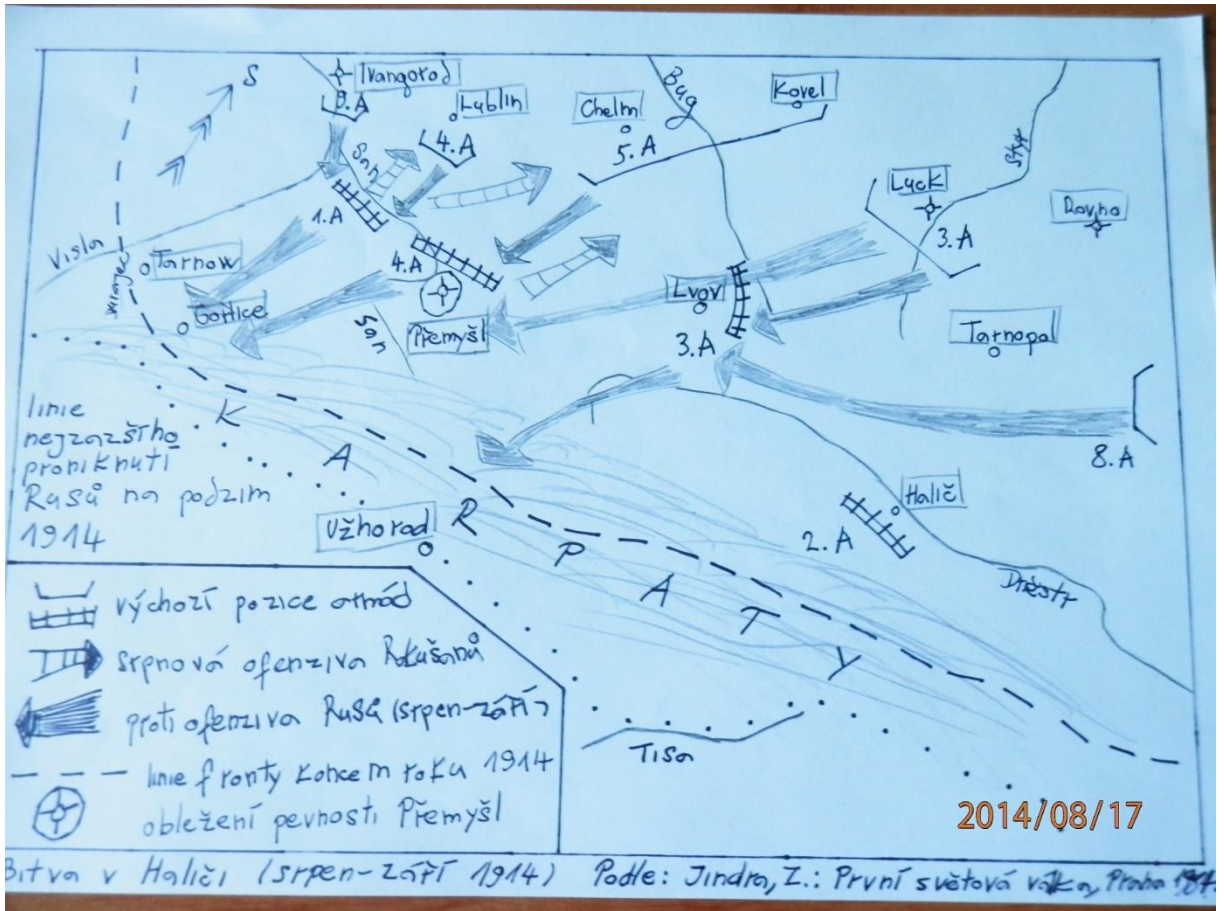 S
Ivangorod
Lublin
4.A
Chelm
5.A
Bug
Kovel
Styr
Luck
3.A
Rovno
San
1.A
Visla
Tarnow
Gorlice
4.A
Přemyšl
San
Lvov
3.A
Tarnopol
8.A
Halič
2.A
Dněstr
KARPATY
Užhorod
Tisa
linie
nejzazšího
proniknutí
Rusů na podzim
1914
výchozí pozice armád
srpnová ofenziva Rakušanů
protiofenziva Rusů (srpen-září)
linie fronty koncem roku 1914
obležení pevnosti Přemyšl
2014/08/17
Bitva v Haliči (srpen-září 1914) Podle: Jindra, Z.: První světová válka, Praha